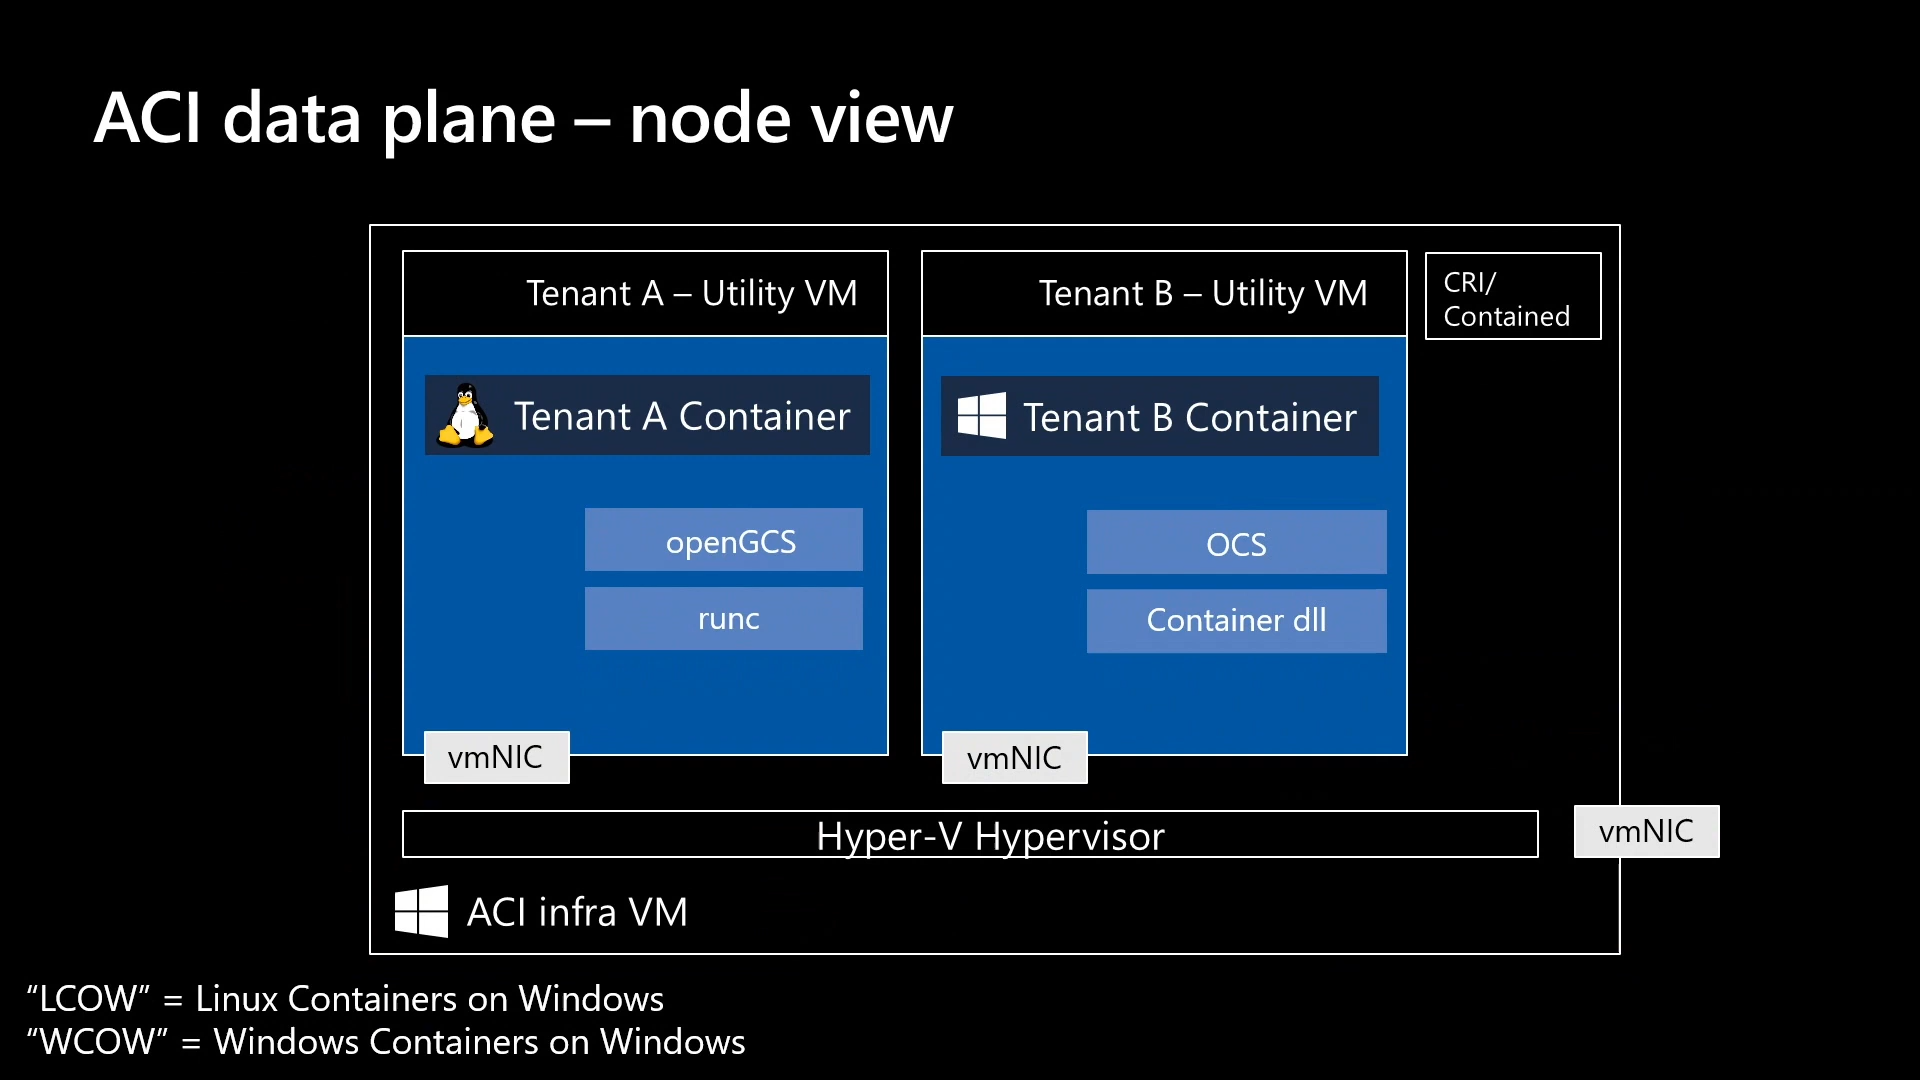 ACI data plane – node view
Tenant A – Utility VM
Tenant B – Utility VM
CRI/
Contained
Tenant A Container
Tenant B Container
openGCS
OCS
runc
Container dll
vmNIC
vmNIC
Hyper-V Hypervisor
vmNIC
ACI infra VM
“LCOW” = Linux Containers on Windows
“WCOW” = Windows Containers on Windows